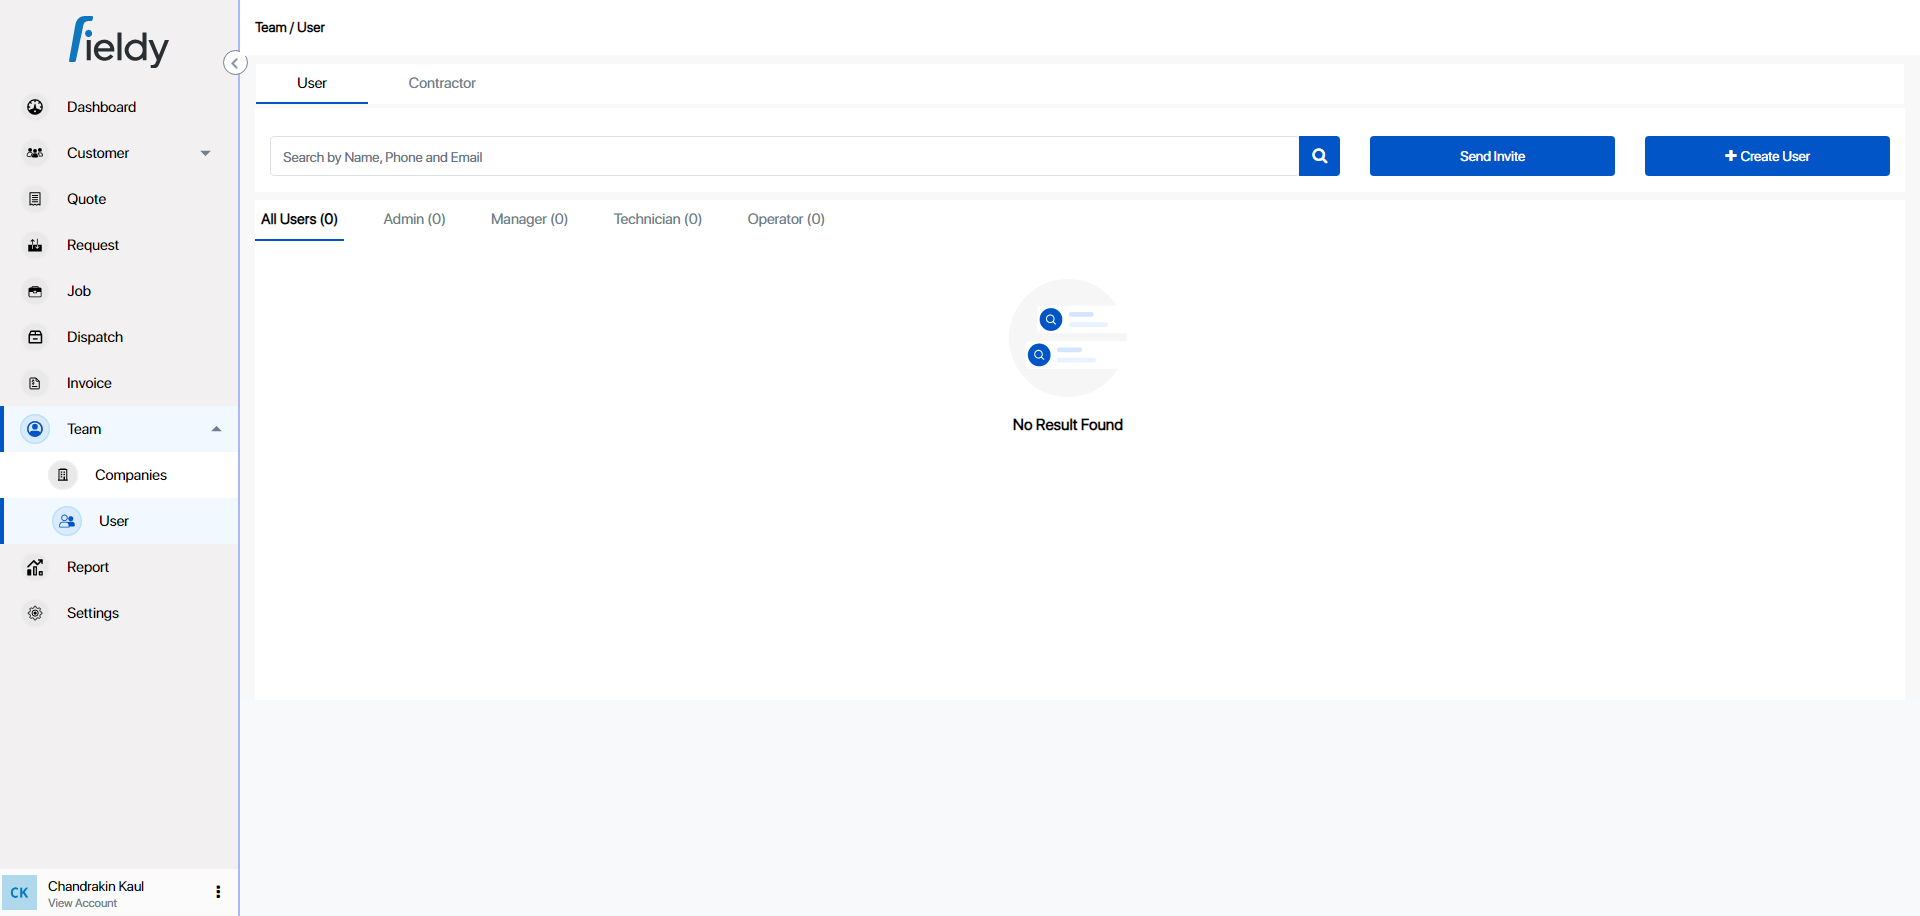 fieldy
Team / User
User
Contractor
Search by Name, Phone and Email
Send Invite
Create User
All Users (0)
Admin (0)
Manager (0)
Technician (0)
Operator (0)
No Result Found
Dashboard
Customer
Quote
Request
Job
Dispatch
Invoice
Team
Companies
User
Report
Settings
CK
Chandrakin Kaul
View Account